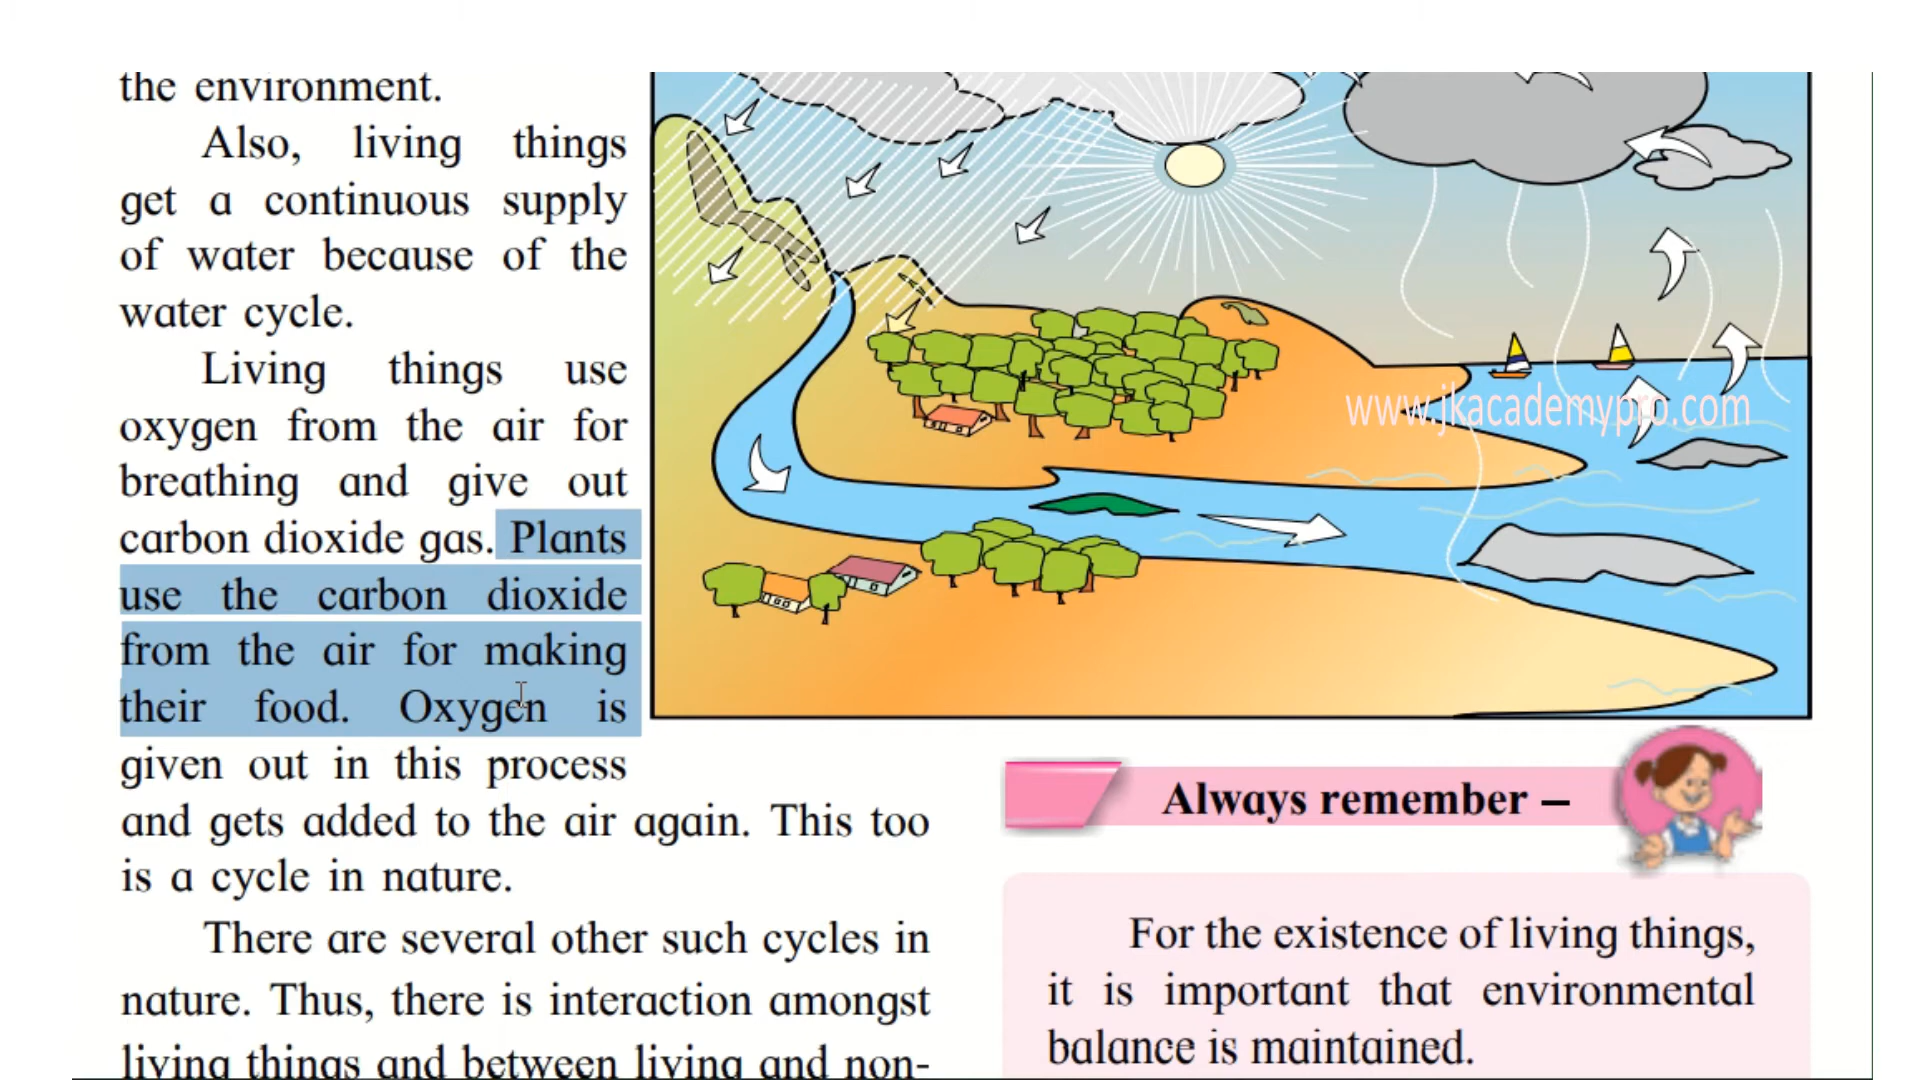 the environment.
Also, living things
get a continuous supply
of water because of the
water cycle.
Living things use
oxygen from the air for
breathing and give out
carbon dioxide gas. Plants
use the carbon dioxide
from the air for making
their food. Oxygen is
given out in this process
and gets added to the air again. This too
is a cycle in nature.
There are several other such cycles in
nature. Thus, there is interaction amongst
living things and between living and non-
www.jkacademypro.com
Always remember –
For the existence of living things,
it is important that environmental
balance is maintained.